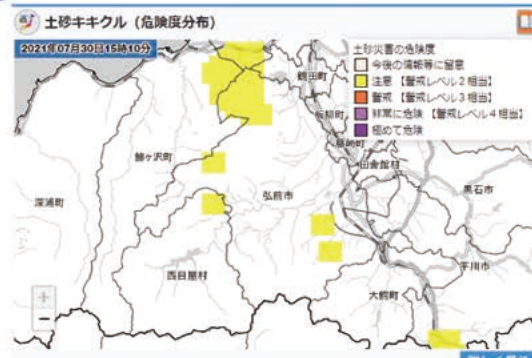 土砂キキクル（危険度分布）
2021年07月30日15時10分
土砂災害の危険度
今後の情報等に留意
注意 【警戒レベル2相当】
警戒 【警戒レベル3相当】
非常に危険 【警戒レベル4相当】
極めて危険
鶴田町
板柳町
藤崎町
田舎館村
鰺ヶ沢町
黒石市
深浦町
弘前市
平川市
西目屋村
大鰐町
+
−